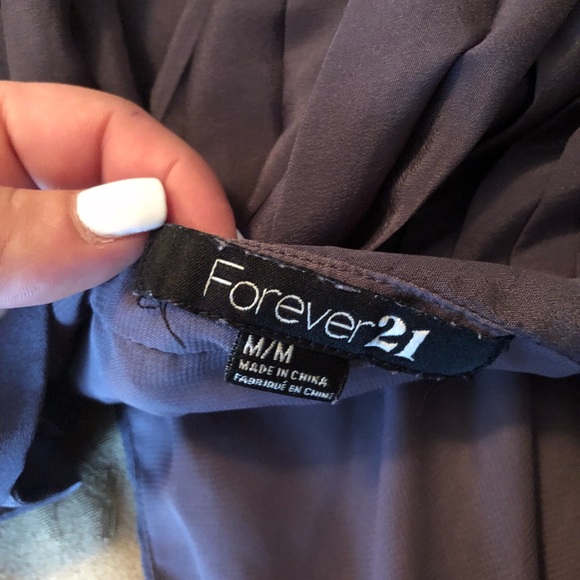 Forever21
M/M
MADE IN CHINA
FABRIQUÉ EN CHINE